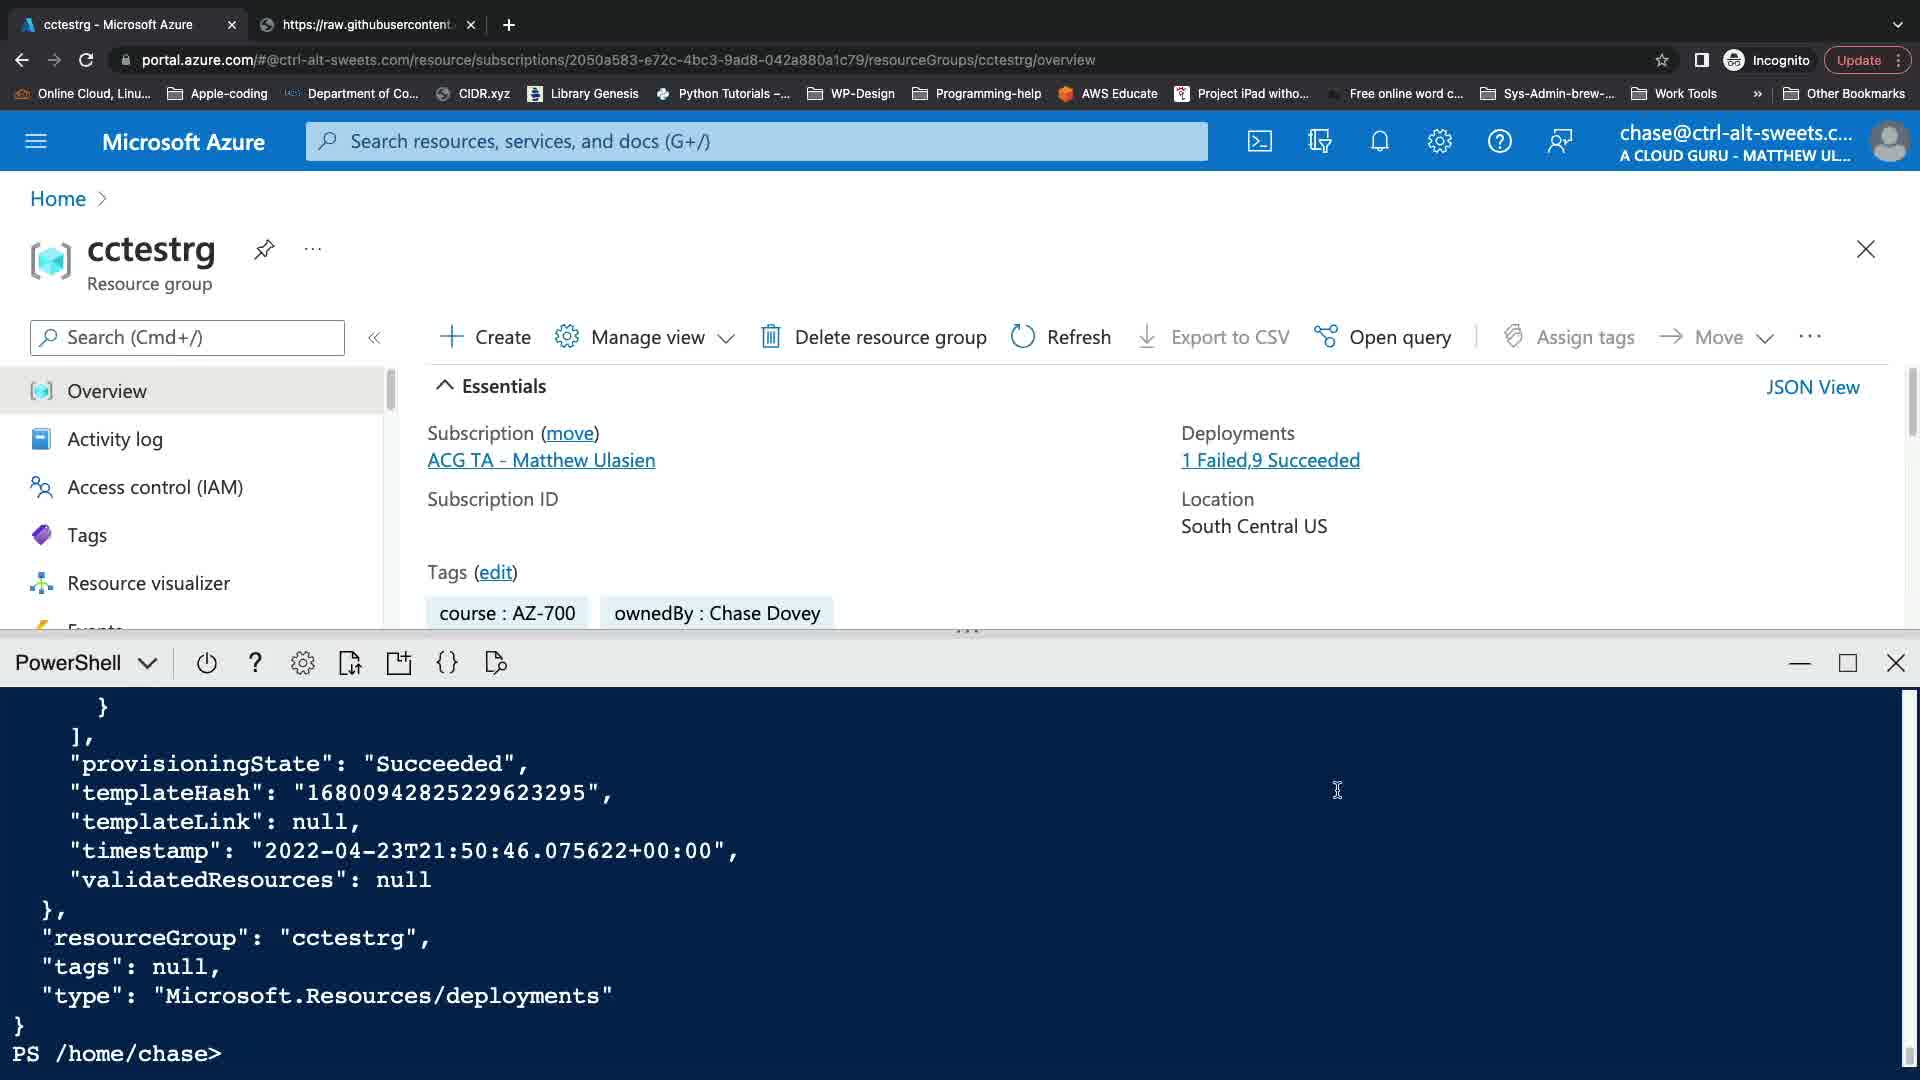 cctestrg - Microsoft Azure
https://raw.githubusercontent
portal.azure.com/#@ctrl-alt-sweets.com/resource/subscriptions/2050a583-e72c-4bc3-9ad8-042a880a1c79/resourceGroups/cctestrg/overview
Incognito
Update
Online Cloud, Linu...
Apple-coding
Department of Co...
CIDR.xyz
Library Genesis
Python Tutorials –...
WP-Design
Programming-help
AWS Educate
Project iPad witho...
Free online word c...
Sys-Admin-brew-...
Work Tools
»
Other Bookmarks
Microsoft Azure
Search resources, services, and docs (G+/)
chase@ctrl-alt-sweets.c...
A CLOUD GURU - MATTHEW UL...
Home
cctestrg
Resource group
Search (Cmd+/)
Create
Manage view
Delete resource group
Refresh
Export to CSV
Open query
Assign tags
Move
Overview
Activity log
Access control (IAM)
Tags
Resource visualizer
Events
Essentials
JSON View
Subscription (move)
ACG TA - Matthew Ulasien
Subscription ID
Deployments
1 Failed,9 Succeeded
Location
South Central US
Tags (edit)
course : AZ-700
ownedBy : Chase Dovey
PowerShell
}
],
"provisioningState": "Succeeded",
"templateHash": "16800942825229623295",
"templateLink": null,
"timestamp": "2022-04-23T21:50:46.075622+00:00",
"validatedResources": null
},
"resourceGroup": "cctestrg",
"tags": null,
"type": "Microsoft.Resources/deployments"
}
PS /home/chase>